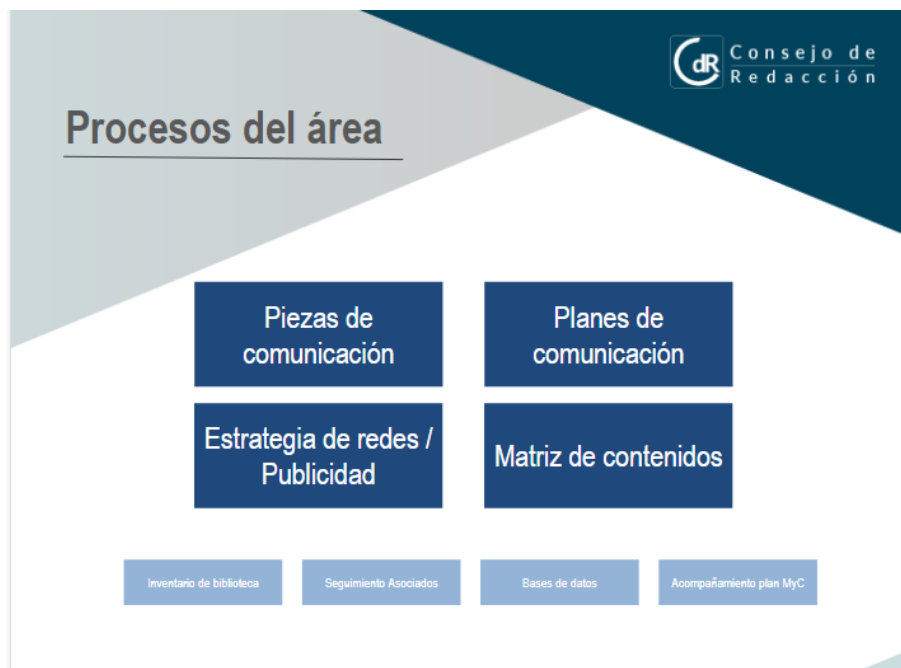 Consejo de
Redacción
CdR
Procesos del área
Piezas de
comunicación
Planes de
comunicación
Estrategia de redes /
Publicidad
Matriz de contenidos
Inventario de biblioteca
Seguimiento Asociados
Bases de datos
Acompañamiento plan MyC